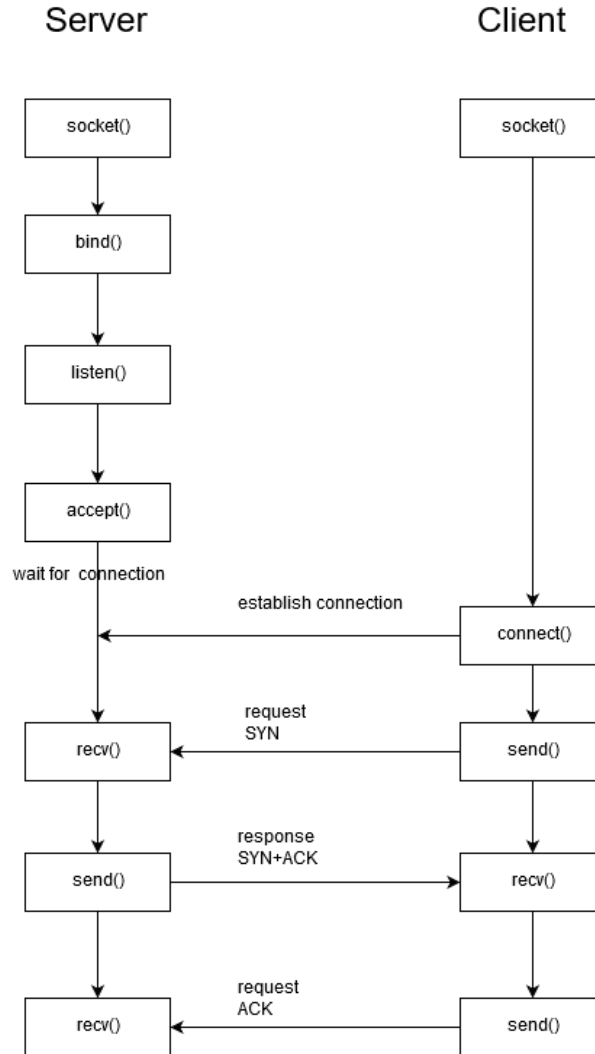 Server
Client
socket()
socket()
bind()
listen()
accept()
wait for connection
establish connection
connect()
request
SYN
recv()
send()
response
SYN+ACK
send()
recv()
request
ACK
recv()
send()